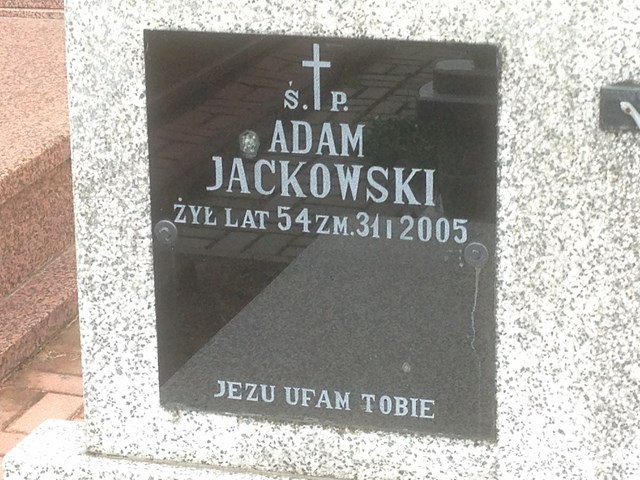 Ś. P.
ADAM
JACKOWSKI
ŻYŁ LAT 54 ZM. 31 I 2005
JEZU UFAM TOBIE